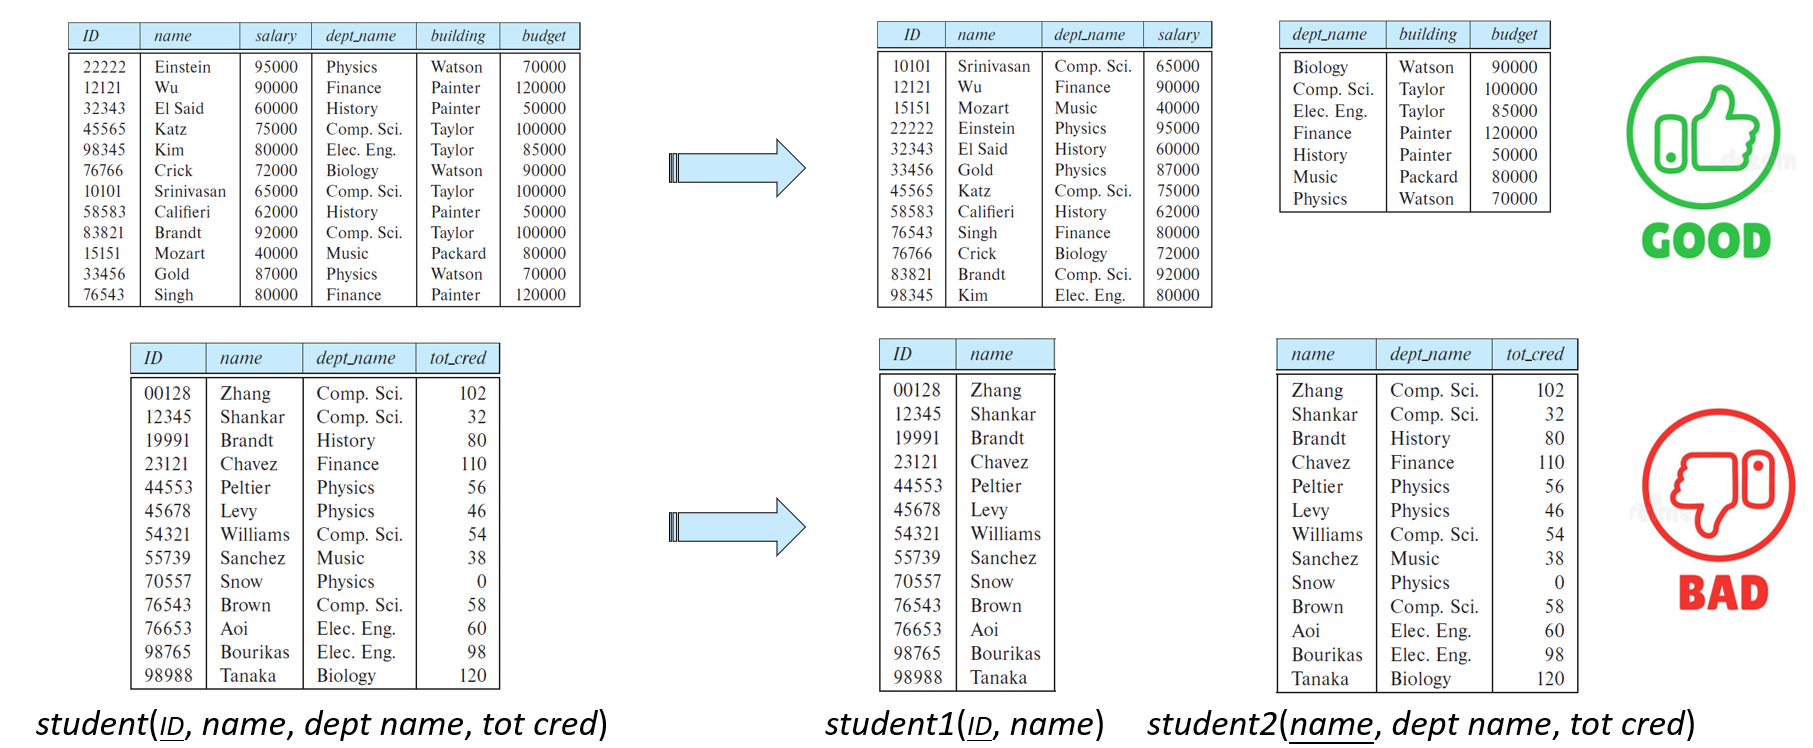 ID name salary dept_name building budget
22222 Einstein 95000 Physics Watson 70000
12121 Wu 90000 Finance Painter 120000
32343 El Said 60000 History Painter 50000
45565 Katz 75000 Comp. Sci. Taylor 100000
98345 Kim 80000 Elec. Eng. Taylor 85000
76766 Crick 72000 Biology Watson 90000
10101 Srinivasan 65000 Comp. Sci. Taylor 100000
58583 Califieri 62000 History Painter 50000
83821 Brandt 92000 Comp. Sci. Taylor 100000
15151 Mozart 40000 Music Packard 80000
33456 Gold 87000 Physics Watson 70000
76543 Singh 80000 Finance Painter 120000
ID name dept_name salary
10101 Srinivasan Comp. Sci. 65000
12121 Wu Finance 90000
15151 Mozart Music 40000
22222 Einstein Physics 95000
32343 El Said History 60000
33456 Gold Physics 87000
45565 Katz Comp. Sci. 75000
58583 Califieri History 62000
76543 Singh Finance 80000
76766 Crick Biology 72000
83821 Brandt Comp. Sci. 92000
98345 Kim Elec. Eng. 80000
dept_name building budget
Biology Watson 90000
Comp. Sci. Taylor 100000
Elec. Eng. Taylor 85000
Finance Painter 120000
History Painter 50000
Music Packard 80000
Physics Watson 70000
GOOD
ID name dept_name tot_cred
00128 Zhang Comp. Sci. 102
12345 Shankar Comp. Sci. 32
19991 Brandt History 80
23121 Chavez Finance 110
44553 Peltier Physics 56
45678 Levy Physics 46
54321 Williams Comp. Sci. 54
55739 Sanchez Music 38
70557 Snow Physics 0
76543 Brown Comp. Sci. 58
76653 Aoi Elec. Eng. 60
98765 Bourikas Elec. Eng. 98
98988 Tanaka Biology 120
ID name
00128 Zhang
12345 Shankar
19991 Brandt
23121 Chavez
44553 Peltier
45678 Levy
54321 Williams
55739 Sanchez
70557 Snow
76543 Brown
76653 Aoi
98765 Bourikas
98988 Tanaka
name dept_name tot_cred
Zhang Comp. Sci. 102
Shankar Comp. Sci. 32
Brandt History 80
Chavez Finance 110
Peltier Physics 56
Levy Physics 46
Williams Comp. Sci. 54
Sanchez Music 38
Snow Physics 0
Brown Comp. Sci. 58
Aoi Elec. Eng. 60
Bourikas Elec. Eng. 98
Tanaka Biology 120
BAD
student(ID, name, dept name, tot cred)
student1(ID, name)
student2(name, dept name, tot cred)